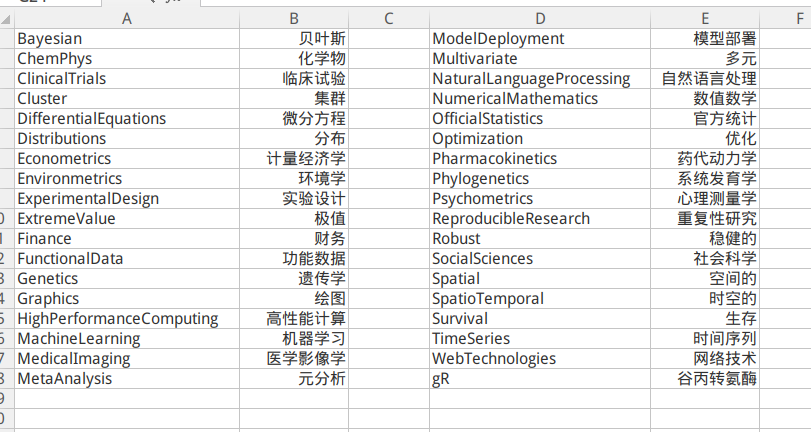 A B C D E F
Bayesian 贝叶斯 ModelDeployment 模型部署
ChemPhys 化学物 Multivariate 多元
ClinicalTrials 临床试验 NaturalLanguageProcessing 自然语言处理
Cluster 集群 NumericalMathematics 数值数学
DifferentialEquations 微分方程 OfficialStatistics 官方统计
Distributions 分布 Optimization 优化
Econometrics 计量经济学 Pharmacokinetics 药代动力学
Environmetrics 环境学 Phylogenetics 系统发育学
ExperimentalDesign 实验设计 Psychometrics 心理测量学
0 ExtremeValue 极值 ReproducibleResearch 重复性研究
1 Finance 财务 Robust 稳健的
2 FunctionalData 功能数据 SocialSciences 社会科学
3 Genetics 遗传学 Spatial 空间的
4 Graphics 绘图 SpatioTemporal 时空的
5 HighPerformanceComputing 高性能计算 Survival 生存
6 MachineLearning 机器学习 TimeSeries 时间序列
7 MedicalImaging 医学影像学 WebTechnologies 网络技术
8 MetaAnalysis 元分析 gR 谷丙转氨酶
9
0